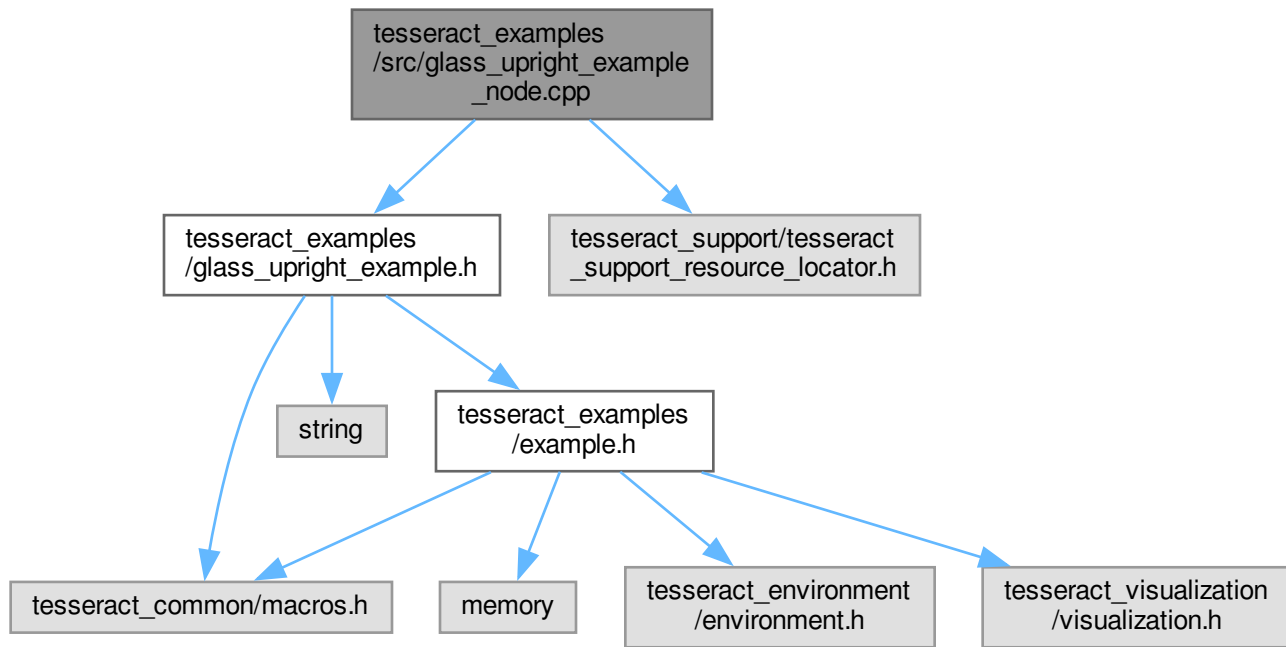 tesseract_examples
/src/glass_upright_example
_node.cpp
tesseract_examples
/glass_upright_example.h
tesseract_support/tesseract
_support_resource_locator.h
string
tesseract_examples
/example.h
tesseract_common/macros.h
memory
tesseract_environment
/environment.h
tesseract_visualization
/visualization.h